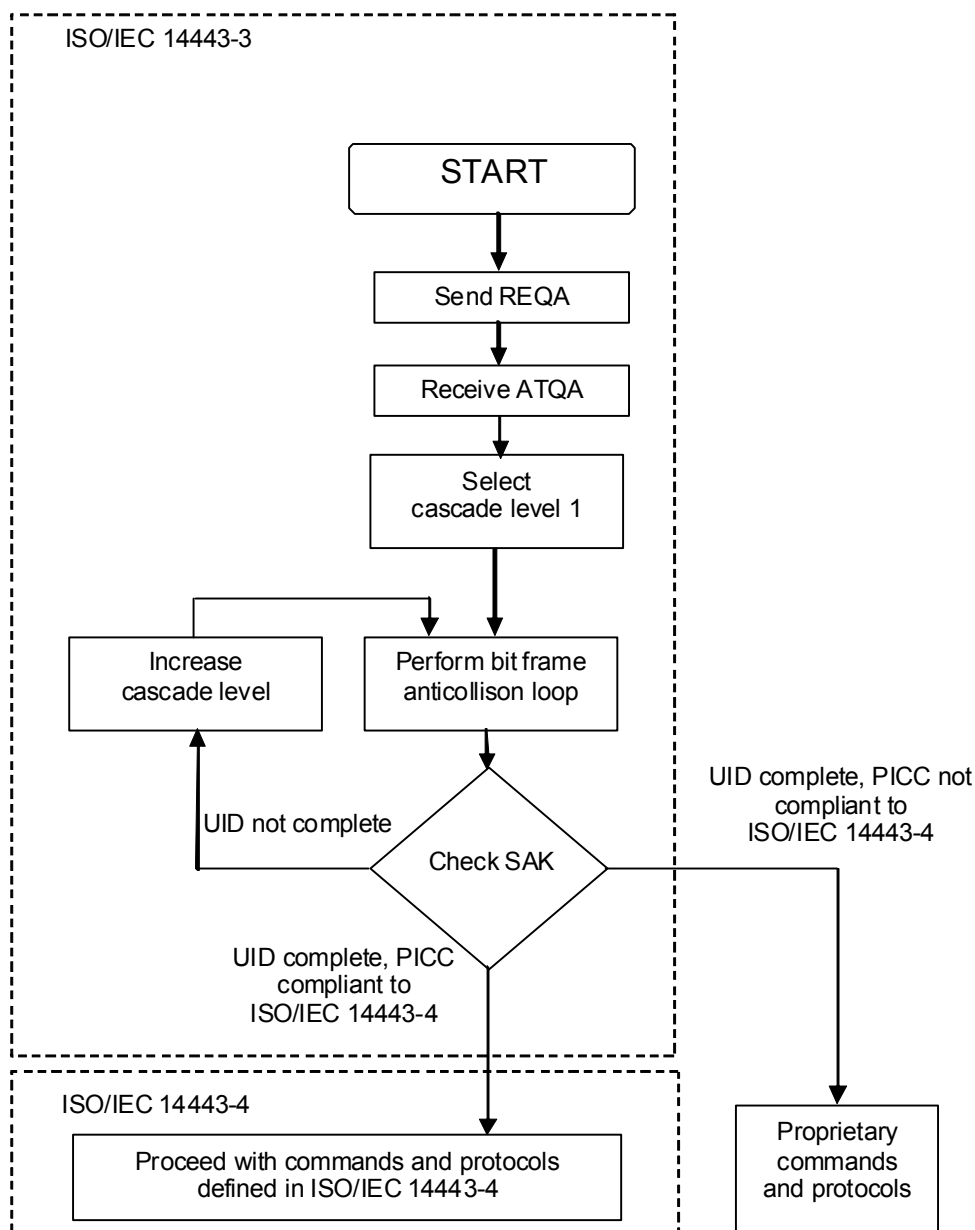 ISO/IEC 14443-3
START
Send REQA
Receive ATQA
Select
cascade level 1
Increase
cascade level
Perform bit frame
anticollison loop
UID not complete
Check SAK
UID complete, PICC not
compliant to
ISO/IEC 14443-4
UID complete, PICC
compliant to
ISO/IEC 14443-4
ISO/IEC 14443-4
Proceed with commands and protocols
defined in ISO/IEC 14443-4
Proprietary
commands
and protocols